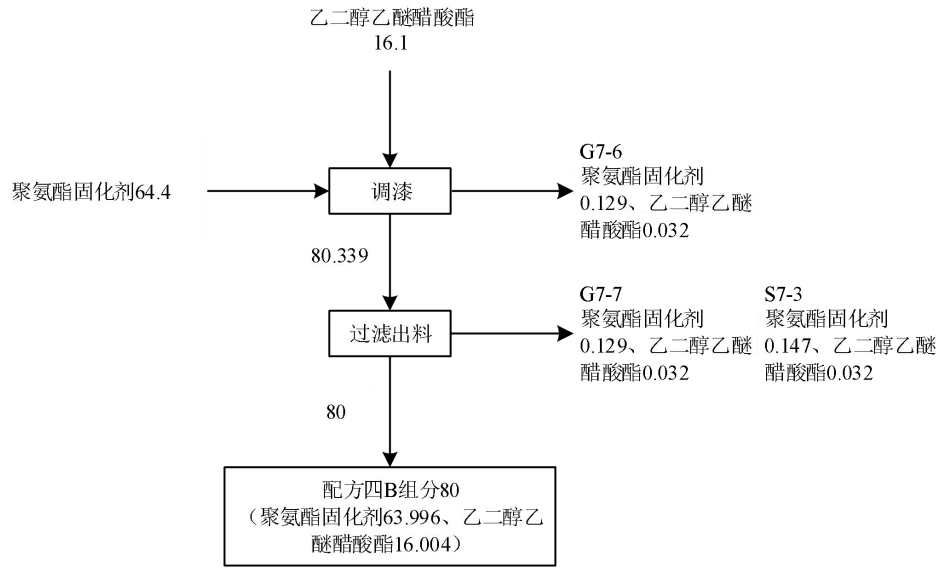 乙二醇乙醚醋酸酯
16.1
聚氨酯固化剂64.4
调漆
G7-6
聚氨酯固化剂
0.129、乙二醇乙醚
醋酸酯0.032
80.339
过滤出料
G7-7
聚氨酯固化剂
0.129、乙二醇乙醚
醋酸酯0.032
S7-3
聚氨酯固化剂
0.147、乙二醇乙醚
醋酸酯0.032
80
配方四B组分80
（聚氨酯固化剂63.996、乙二醇乙
醚醋酸酯16.004）